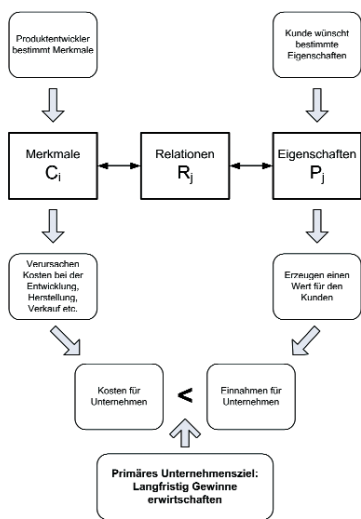 Produktentwickler
bestimmt Merkmale
Kunde wünscht
bestimmte
Eigenschaften
Merkmale
Ci
Relationen
Rj
Eigenschaften
Pj
Verursachen
Kosten bei der
Entwicklung,
Herstellung,
Verkauf etc.
Erzeugen einen
Wert für den
Kunden
Kosten für
Unternehmen
<
Einnahmen für
Unternehmen
Primäres Unternehmensziel:
Langfristig Gewinne
erwirtschaften